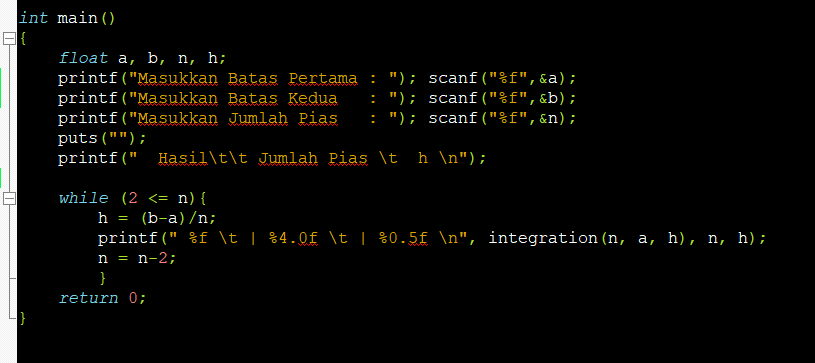 int main()
{
    float a, b, n, h;
    printf("Masukkan Batas Pertama : "); scanf("%f",&a);
    printf("Masukkan Batas Kedua   : "); scanf("%f",&b);
    printf("Masukkan Jumlah Pias   : "); scanf("%f",&n);
    puts("");
    printf("  Hasil\t\t Jumlah Pias \t  h \n");

    while (2 <= n){
        h = (b-a)/n;
        printf(" %f \t | %4.0f \t | %0.5f \n", integration(n, a, h), n, h);
        n = n-2;
        }
    return 0;
}